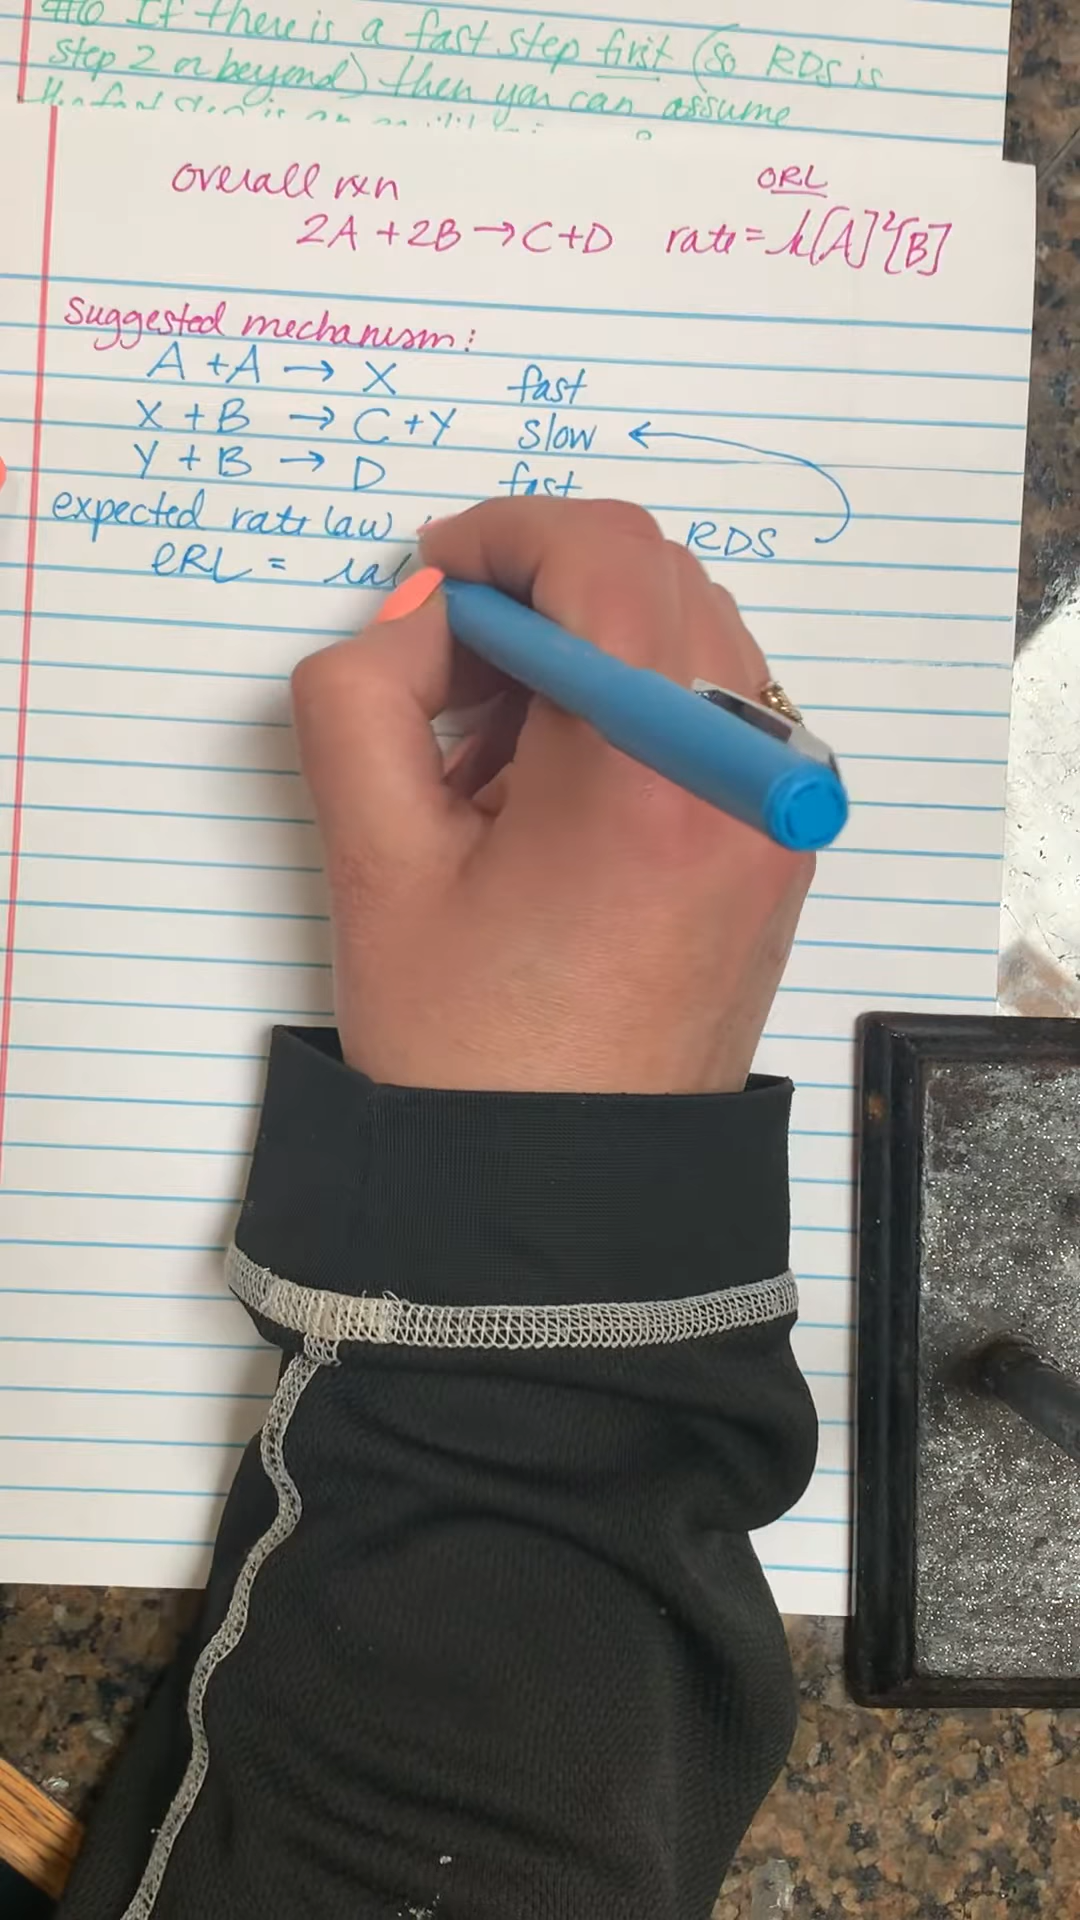 #6 If there is a fast step first (so RDS is
step 2 or beyond) then you can assume
overall rxn
ORL
2A + 2B → C + D rate = k[A]²[B]
suggested mechanism:
A + A → X fast
X + B → C + Y slow
Y + B → D fast
expected rate law RDS
eRL =